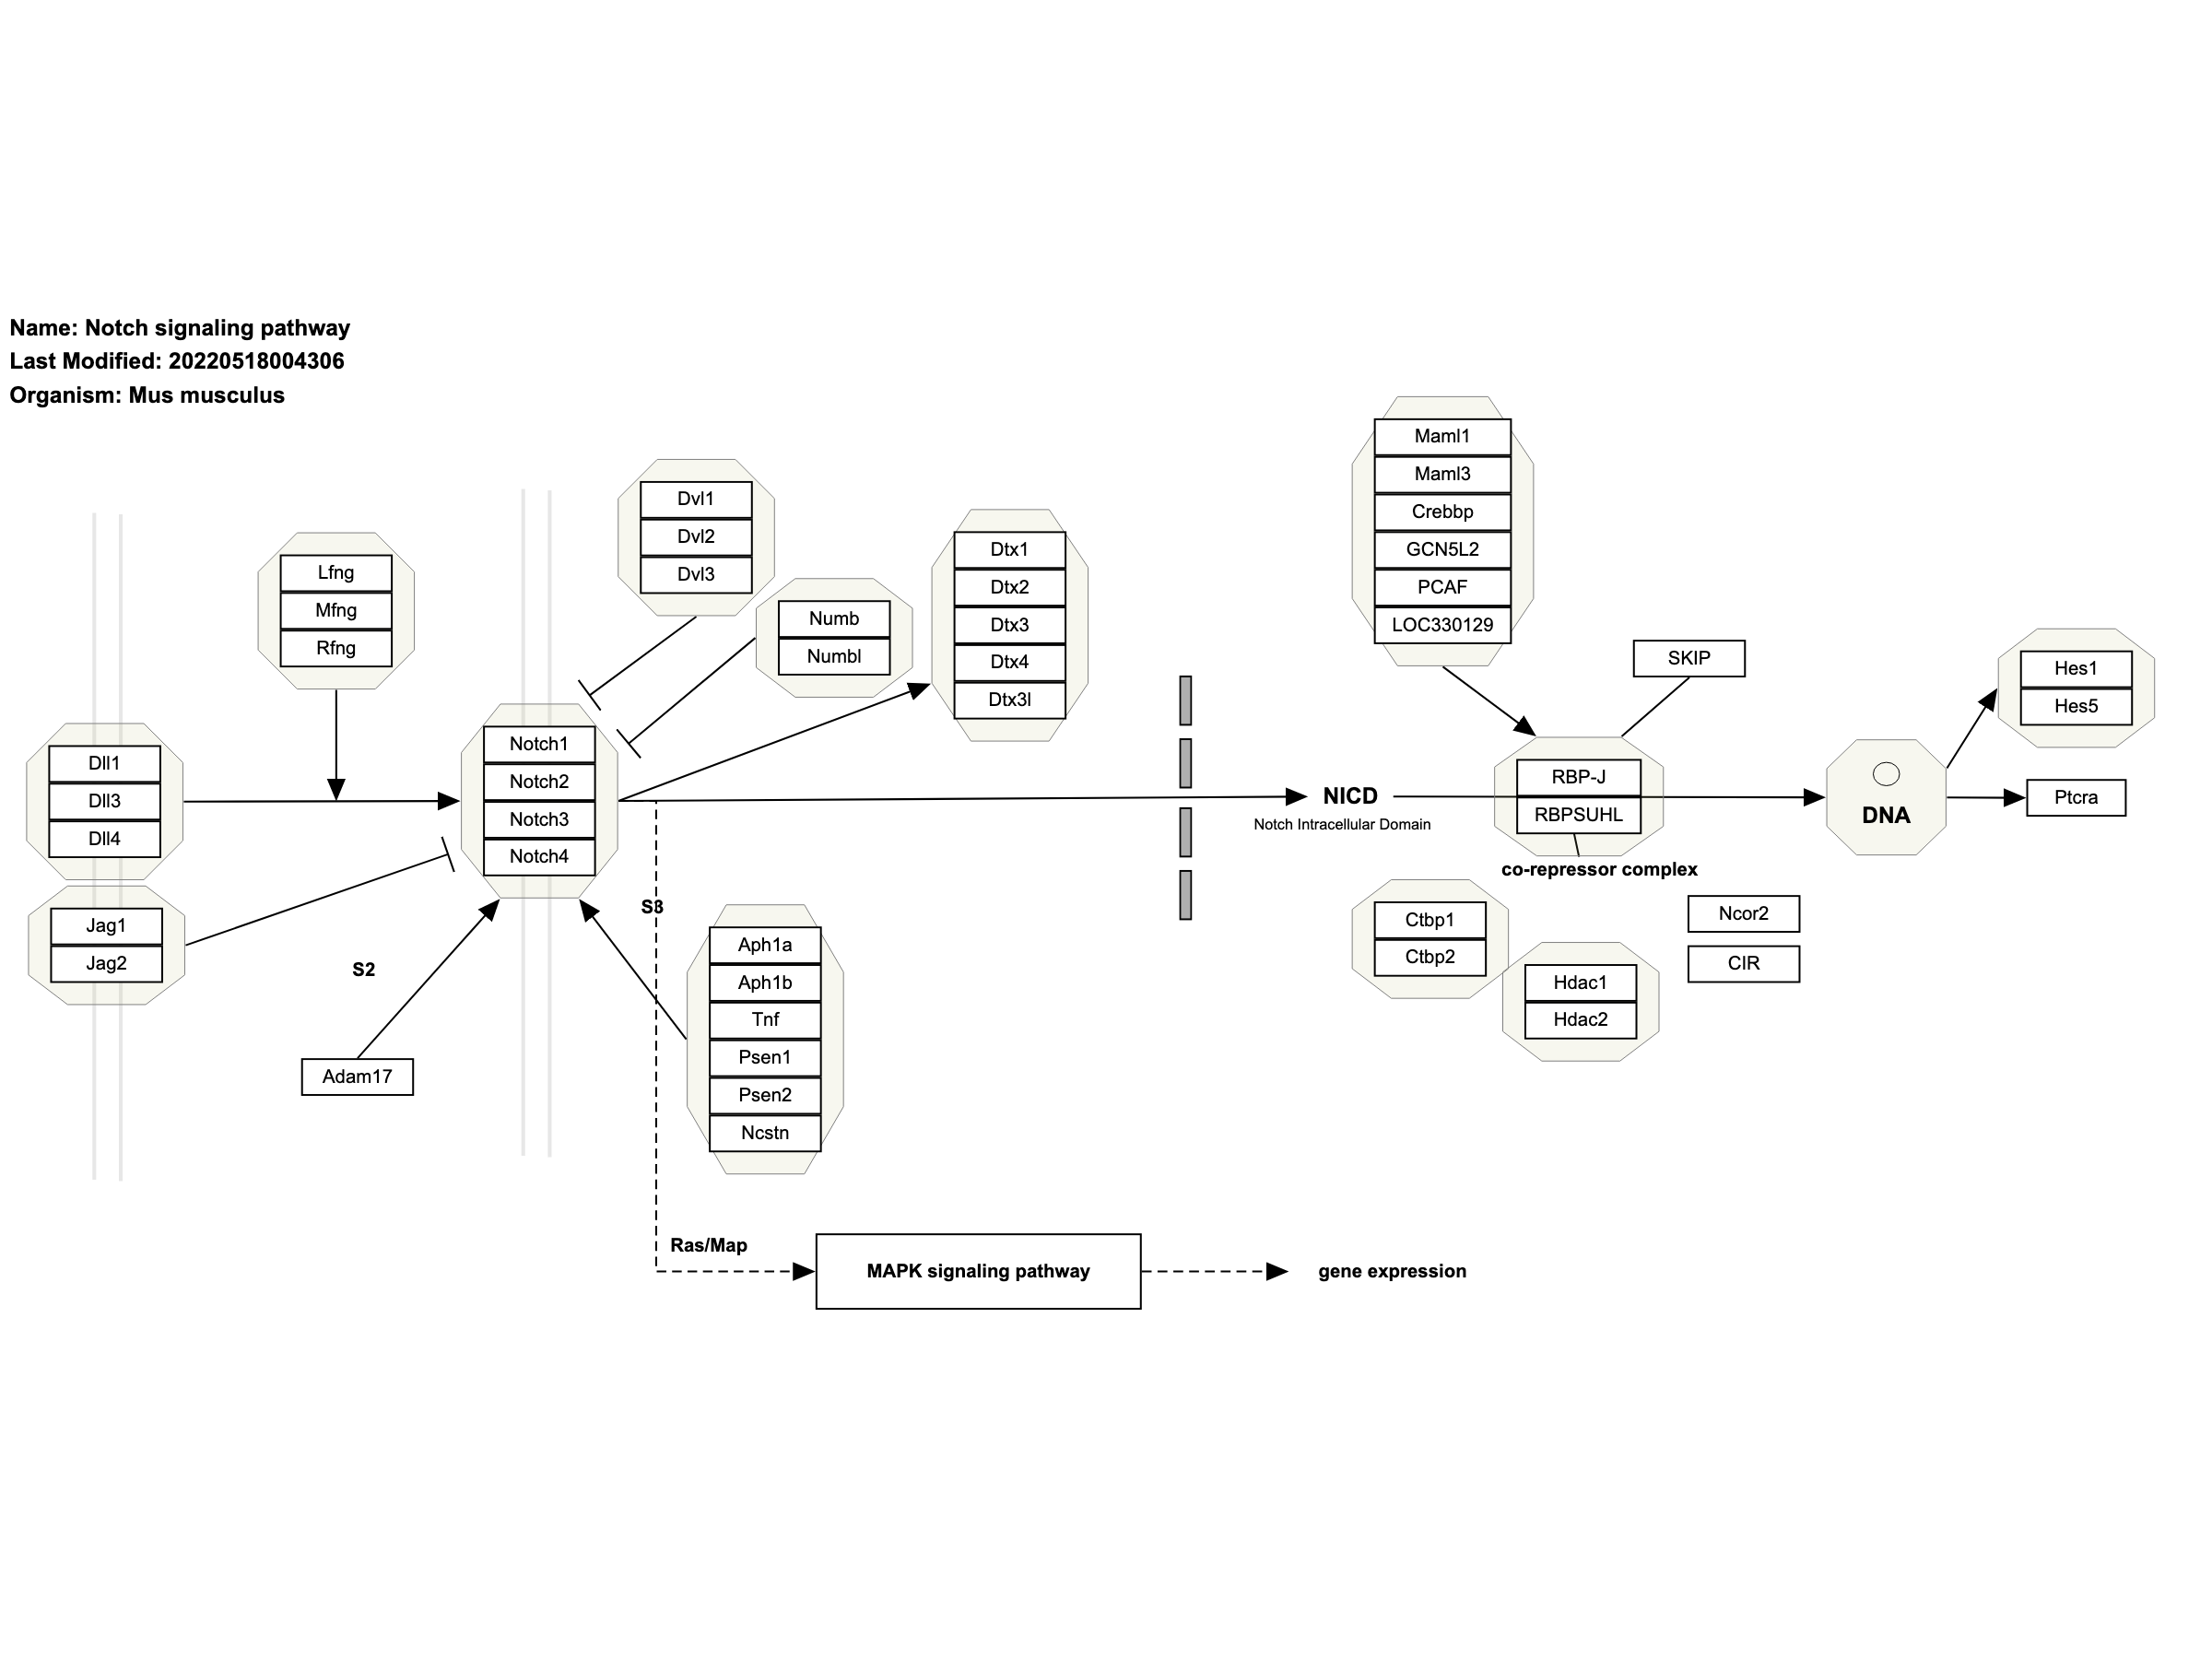 Name: Notch signaling pathway
Last Modified: 20220518004306
Organism: Mus musculus
Lfng
Mfng
Rfng
Dll1
Dll3
Dll4
Jag1
Jag2
S2
Adam17
Notch1
Notch2
Notch3
Notch4
Dvl1
Dvl2
Dvl3
Numb
Numbl
Dtx1
Dtx2
Dtx3
Dtx4
Dtx3l
S3
Aph1a
Aph1b
Tnf
Psen1
Psen2
Ncstn
Ras/Map
MAPK signaling pathway
gene expression
NICD
Notch Intracellular Domain
Maml1
Maml3
Crebbp
GCN5L2
PCAF
LOC330129
SKIP
RBP-J
RBPSUHL
co-repressor complex
Ctbp1
Ctbp2
Hdac1
Hdac2
Ncor2
CIR
DNA
Hes1
Hes5
Ptcra